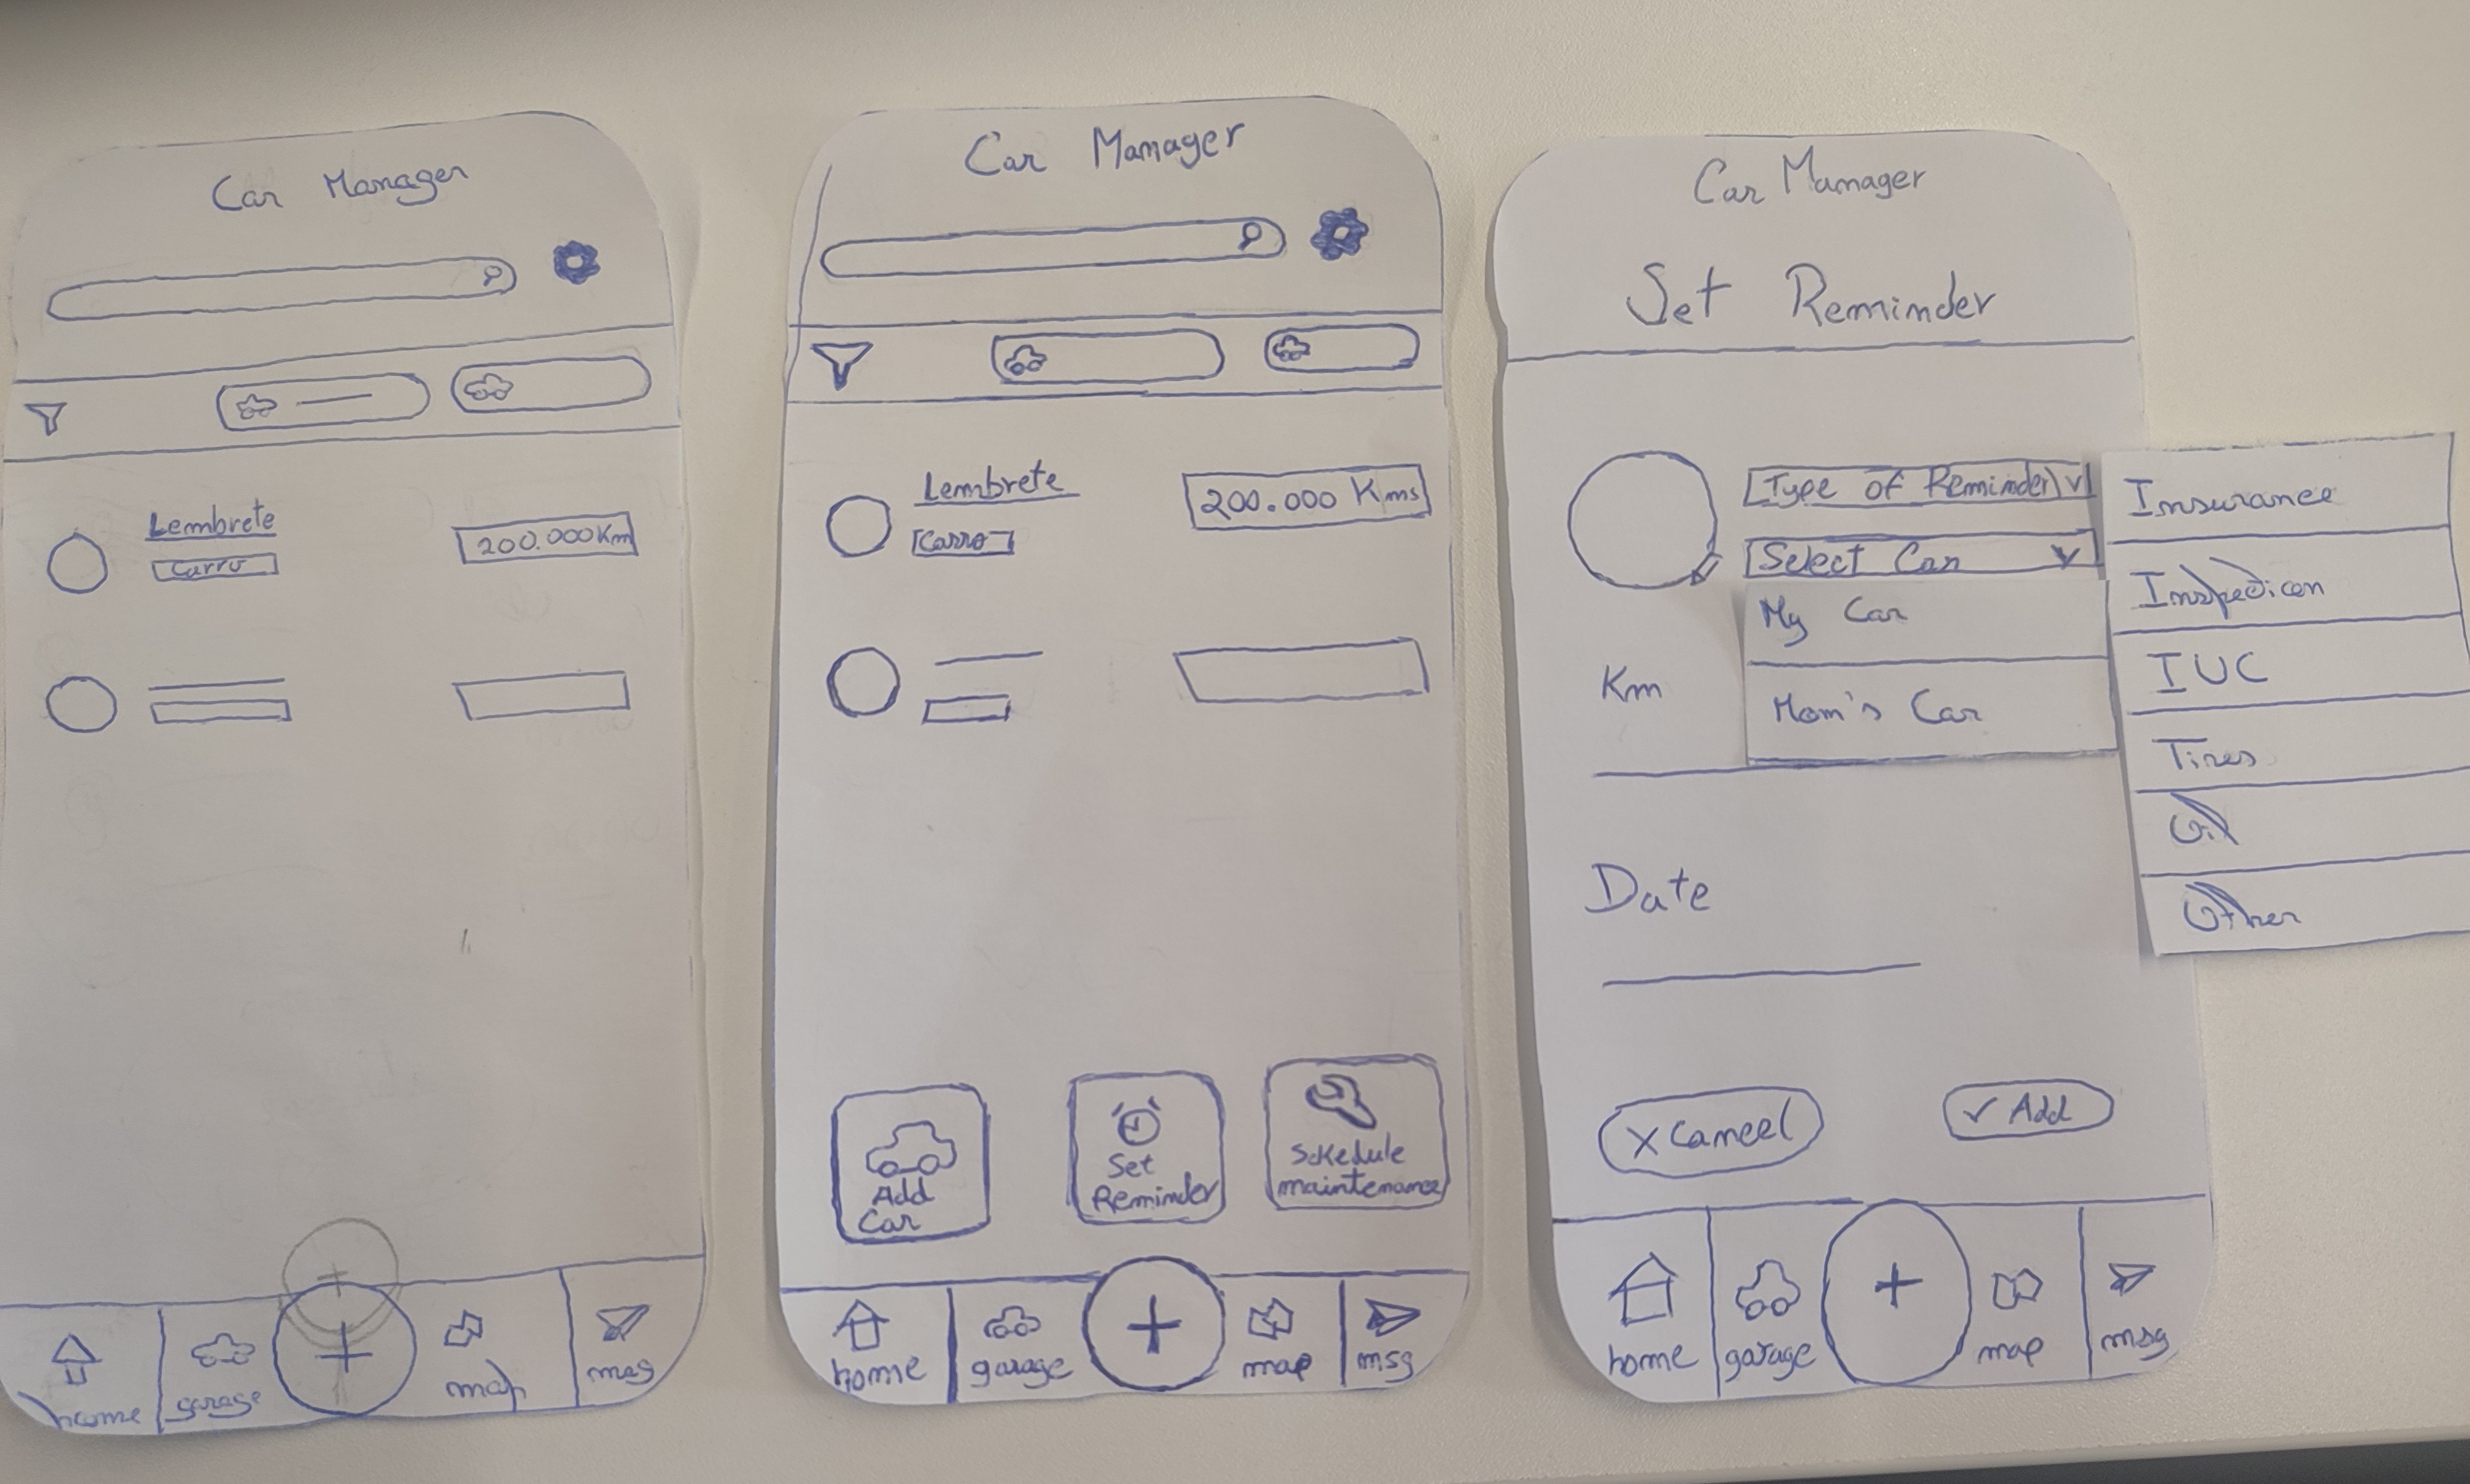 Car Manager
Lembrete
Carro
200.000 Km
home
garage
map
msg
Car Manager
Lembrete
Carro
200.000 Kms
Add
Car
Set
Reminder
Schedule
maintenance
home
garage
map
msg
Car Manager
Set Reminder
Type of Reminder
Select Car
My Car
Mom's Car
Insurance
Inspection
IUC
Tires
Oil
Other
Km
Date
X Cancel
✓ Add
home
garage
map
msg